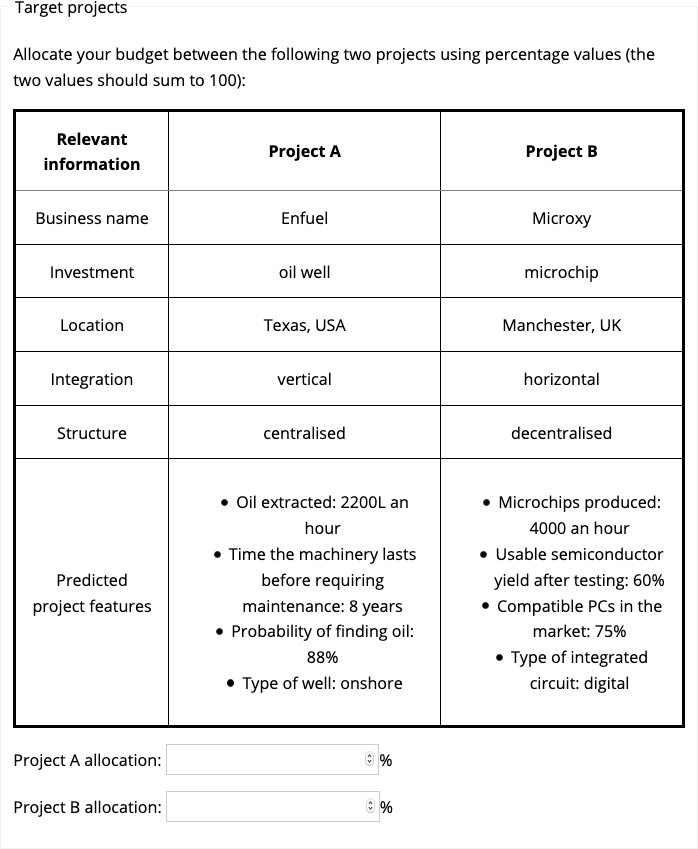 Target projects
Allocate your budget between the following two projects using percentage values (the
two values should sum to 100):
Relevant
information
Project A
Project B
Business name
Enfuel
Microxy
Investment
oil well
microchip
Location
Texas, USA
Manchester, UK
Integration
vertical
horizontal
Structure
centralised
decentralised
Predicted
project features
• Oil extracted: 2200L an
hour
• Time the machinery lasts
before requiring
maintenance: 8 years
• Probability of finding oil:
88%
• Type of well: onshore
• Microchips produced:
4000 an hour
• Usable semiconductor
yield after testing: 60%
• Compatible PCs in the
market: 75%
• Type of integrated
circuit: digital
Project A allocation: %
Project B allocation: %